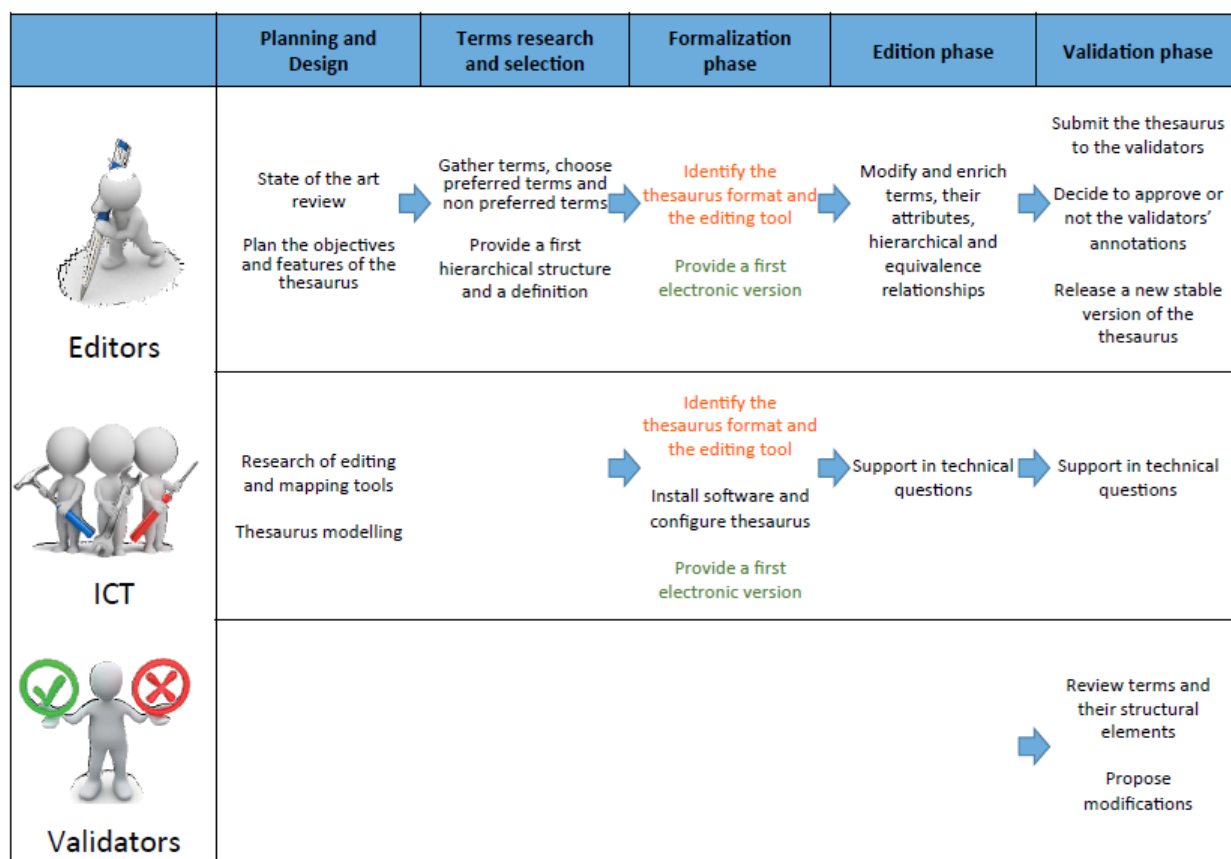 Planning and
Design
Terms research
and selection
Formalization
phase
Edition phase
Validation phase
Editors
State of the art
review
Plan the objectives
and features of the
thesaurus
Gather terms, choose
preferred terms and
non preferred terms
Provide a first
hierarchical structure
and a definition
Identify the
thesaurus format and
the editing tool
Provide a first
electronic version
Modify and enrich
terms, their
attributes,
hierarchical and
equivalence
relationships
Submit the thesaurus
to the validators
Decide to approve or
not the validators’
annotations
Release a new stable
version of the
thesaurus
ICT
Research of editing
and mapping tools
Thesaurus modelling
Identify the
thesaurus format and
the editing tool
Install software and
configure thesaurus
Provide a first
electronic version
Support in technical
questions
Support in technical
questions
Validators
Review terms and
their structural
elements
Propose
modifications